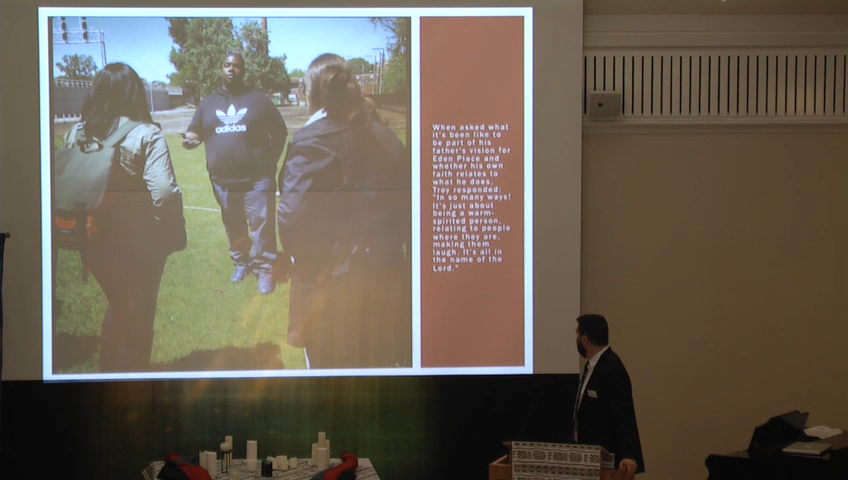 adidas
When asked what
it's been like to
be part of his
father's vision for
Eden Place and
whether his own
faith relates to
what he does,
Troy responded:
"In so many ways!
It's just about
being a warm-
spirited person,
relating to people
where they are,
making them
laugh. It's all in
the name of the
Lord."